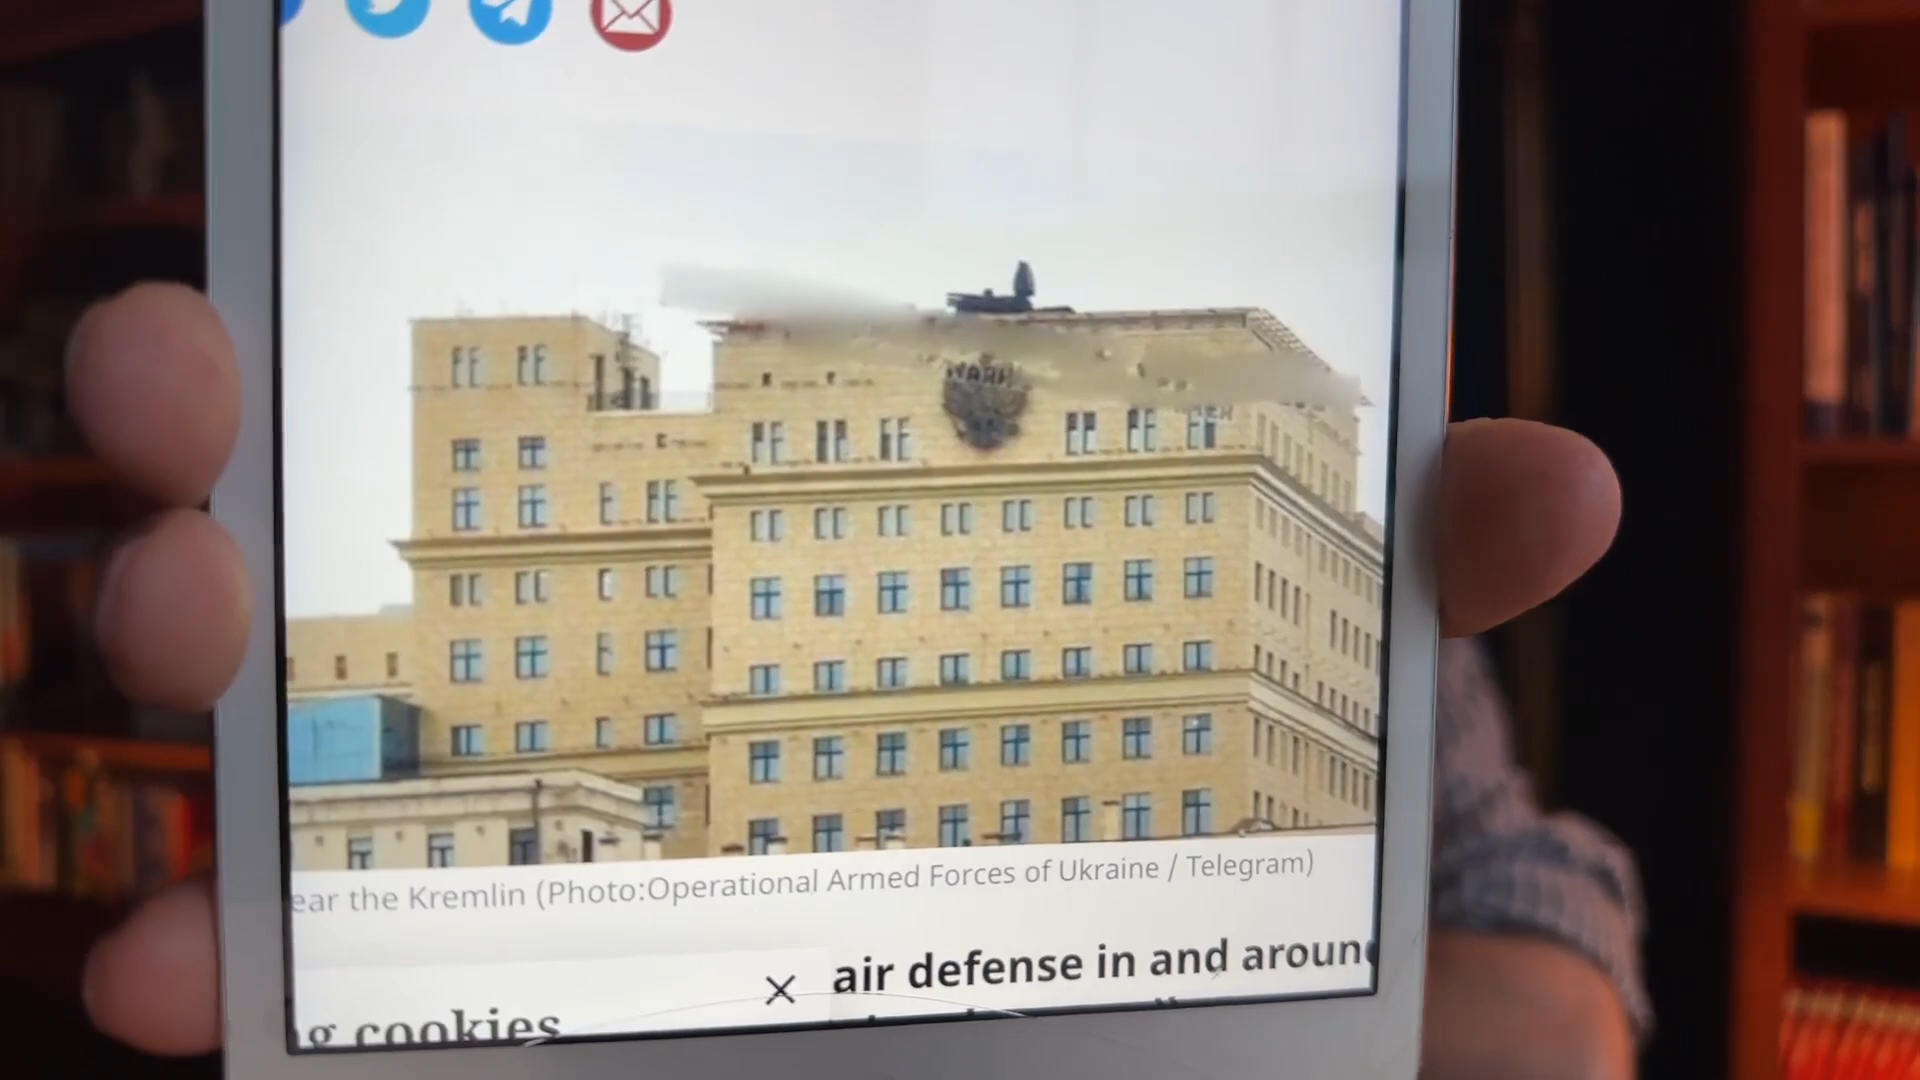 ear the Kremlin (Photo:Operational Armed Forces of Ukraine / Telegram)
air defense in and aroun
g cookies